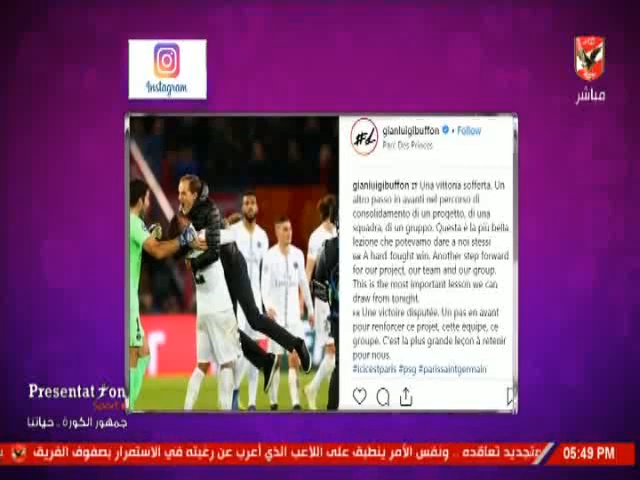 Instagram
مباشر
gianluigibuffon • Follow
Parc Des Princes
gianluigibuffon IT Una vittoria sofferta. Un
altro passo in avanti nel percorso di
consolidamento di un progetto, di una
squadra, di un gruppo. Questa è la più bella
lezione che potevamo dare a noi stessi
A hard fought win. Another step forward
for our project, our team and our group.
This is the most important lesson we can
draw from tonight.
Une victoire disputée. Un pas en avant
pour renforcer ce projet, cette équipe, ce
groupe. C'est la plus grande leçon à retenir
pour nous.
#icicestparis #psg #parissaintgermain
Presentation
Sports
جمهور الكورة .. حياتنا
وتجديد تعاقده .. ونفس الأمر ينطبق على اللاعب الذي أعرب عن رغبته في الاستمرار بصفوف الفريق
05:49 PM